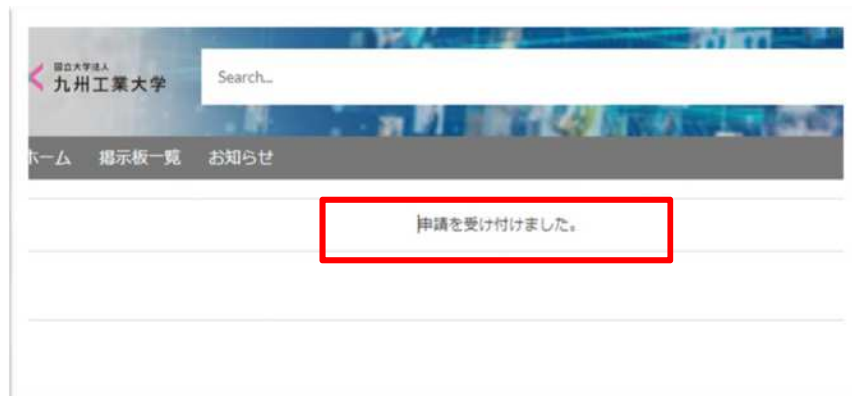 国立大学法人
九州工業大学
Search...
ホーム 掲示板一覧 お知らせ
申請を受け付けました。